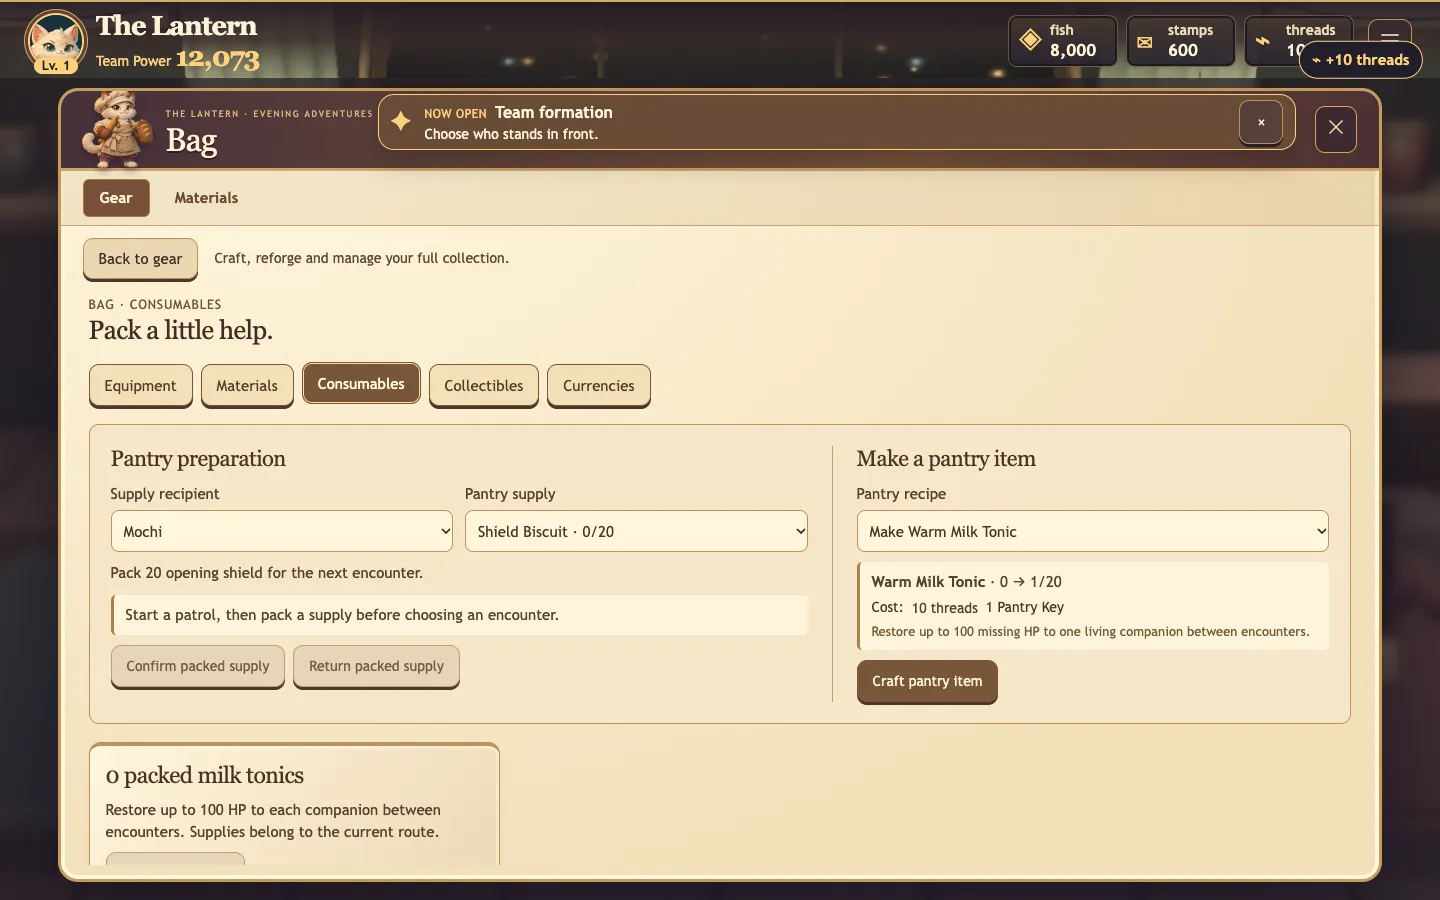 The Lantern
Lv. 1
Team Power 12,073
fish
8,000
stamps
600
threads
10
+10 threads
THE LANTERN · EVENING ADVENTURES
Bag
NOW OPEN Team formation
Choose who stands in front.
×
Gear
Materials
Back to gear
Craft, reforge and manage your full collection.
BAG · CONSUMABLES
Pack a little help.
Equipment
Materials
Consumables
Collectibles
Currencies
Pantry preparation
Supply recipient
Pantry supply
Mochi
Shield Biscuit · 0/20
Pack 20 opening shield for the next encounter.
Start a patrol, then pack a supply before choosing an encounter.
Confirm packed supply
Return packed supply
Make a pantry item
Pantry recipe
Make Warm Milk Tonic
Warm Milk Tonic · 0 → 1/20
Cost: 10 threads 1 Pantry Key
Restore up to 100 missing HP to one living companion between encounters.
Craft pantry item
0 packed milk tonics
Restore up to 100 HP to each companion between
encounters. Supplies belong to the current route.